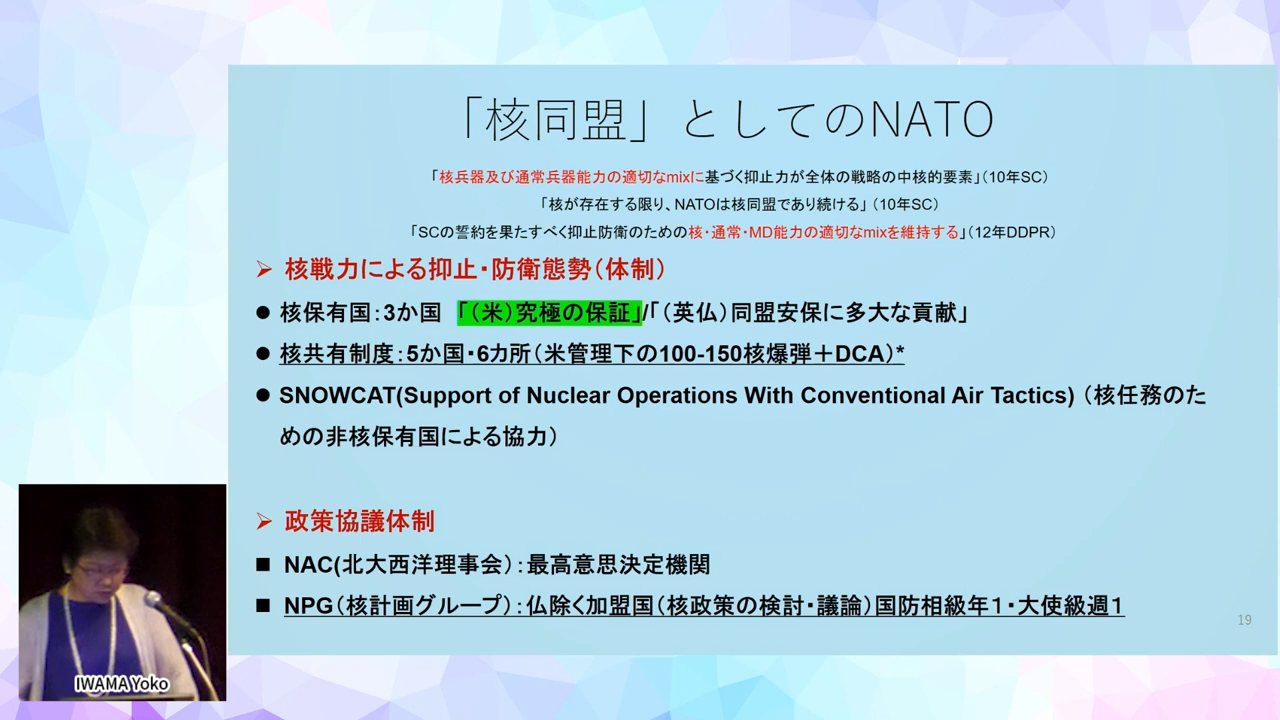 「核同盟」としてのNATO
「核兵器及び通常兵器能力の適切なmixに基づく抑止力が全体の戦略の中核的要素」（10年SC）
「核が存在する限り、NATOは核同盟であり続ける」（10年SC）
「SCの誓約を果たすべく抑止防衛のための核・通常・MD能力の適切なmixを維持する」（12年DDPR）
➢ 核戦力による抑止・防衛態勢（体制）
● 核保有国：3か国　「（米）究極の保証」/「（英仏）同盟安保に多大な貢献」
● 核共有制度：5か国・6カ所（米管理下の100-150核爆弾＋DCA）*
● SNOWCAT(Support of Nuclear Operations With Conventional Air Tactics)（核任務のた
めの非核保有国による協力）
➢ 政策協議体制
■ NAC(北大西洋理事会）：最高意思決定機関
■ NPG（核計画グループ）：仏除く加盟国（核政策の検討・議論）国防相級年１・大使級週１
19
IWAMA Yoko